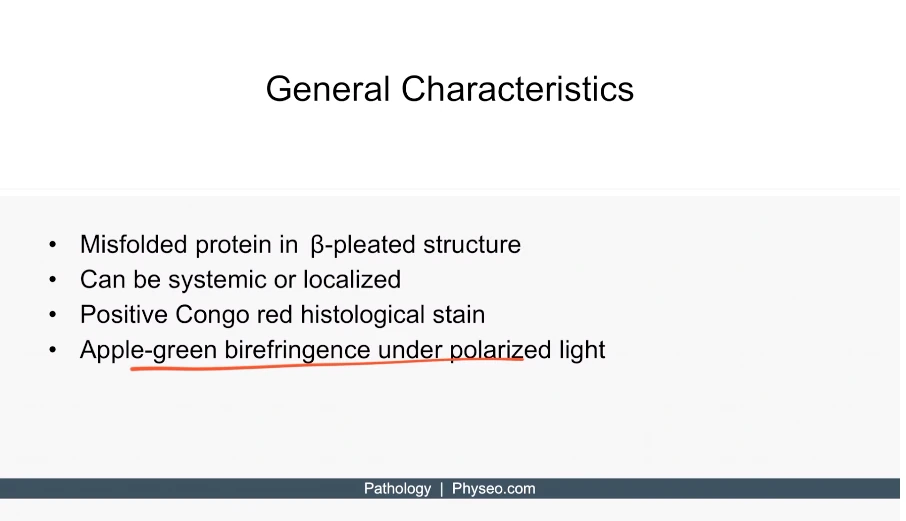 General Characteristics
• Misfolded protein in β-pleated structure
• Can be systemic or localized
• Positive Congo red histological stain
• Apple-green birefringence under polarized light
Pathology | Physeo.com